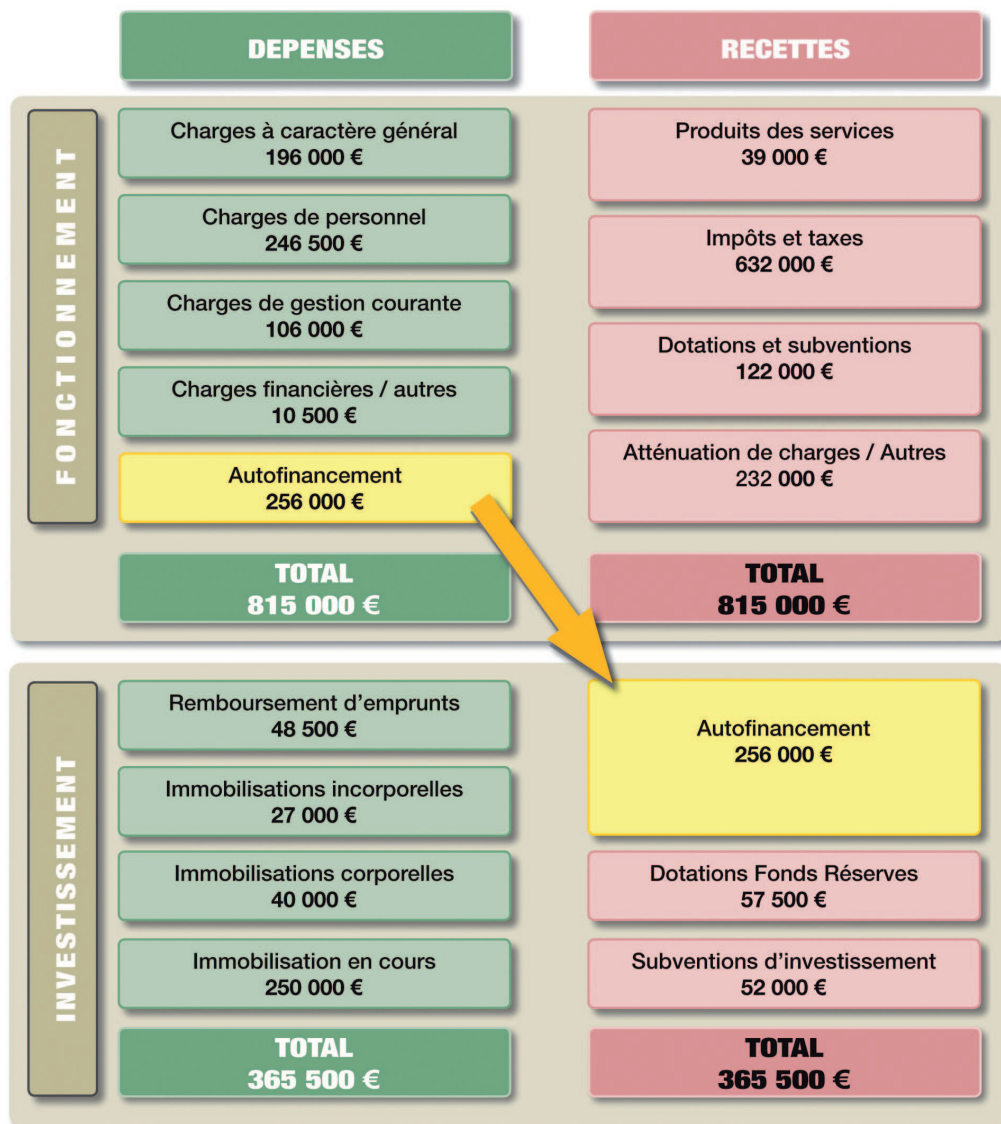 DEPENSES
RECETTES
FONCTIONNEMENT
Charges à caractère général
196 000 €
Charges de personnel
246 500 €
Charges de gestion courante
106 000 €
Charges financières / autres
10 500 €
Autofinancement
256 000 €
TOTAL
815 000 €
Produits des services
39 000 €
Impôts et taxes
632 000 €
Dotations et subventions
122 000 €
Atténuation de charges / Autres
232 000 €
TOTAL
815 000 €
INVESTISSEMENT
Remboursement d’emprunts
48 500 €
Immobilisations incorporelles
27 000 €
Immobilisations corporelles
40 000 €
Immobilisation en cours
250 000 €
TOTAL
365 500 €
Autofinancement
256 000 €
Dotations Fonds Réserves
57 500 €
Subventions d’investissement
52 000 €
TOTAL
365 500 €